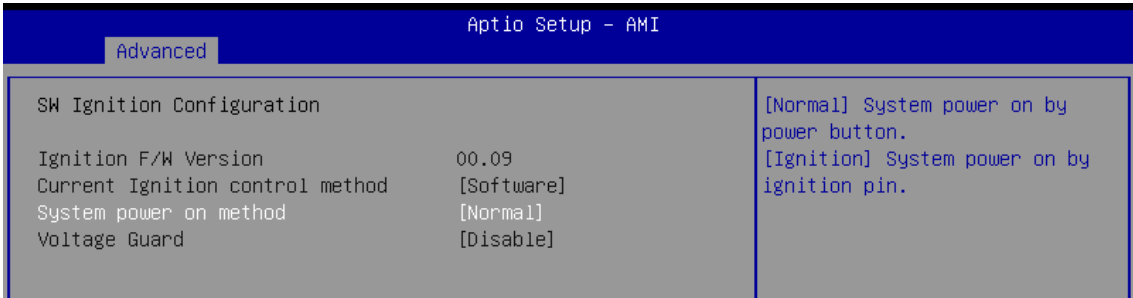 Aptio Setup – AMI
Advanced
SW Ignition Configuration
Ignition F/W Version 00.09
Current Ignition control method [Software]
System power on method [Normal]
Voltage Guard [Disable]
[Normal] System power on by
power button.
[Ignition] System power on by
ignition pin.